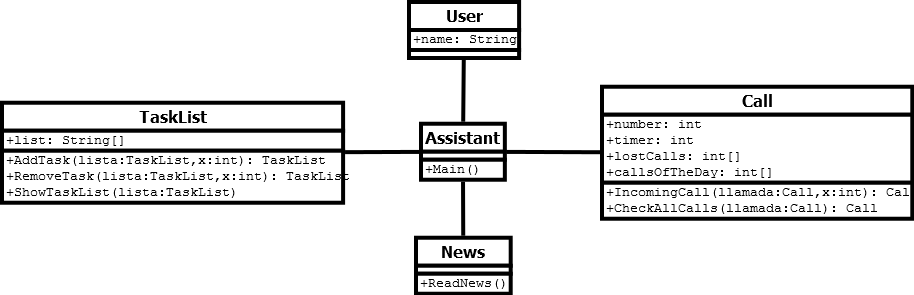 User
+name: String
TaskList
+list: String[]
+AddTask(lista:TaskList,x:int): TaskList
+RemoveTask(lista:TaskList,x:int): TaskList
+ShowTaskList(lista:TaskList)
Assistant
+Main()
Call
+number: int
+timer: int
+lostCalls: int[]
+callsOfTheDay: int[]
+IncomingCall(llamada:Call,x:int): Cal
+CheckAllCalls(llamada:Call): Call
News
+ReadNews()